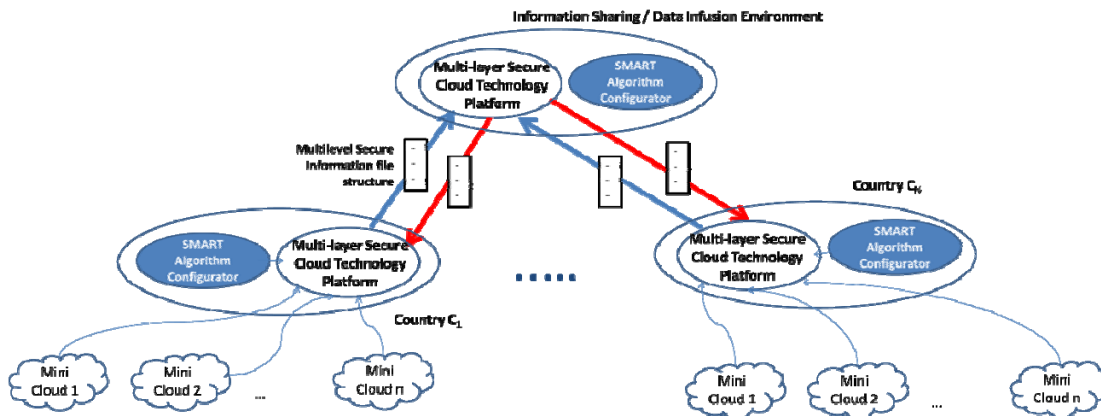 Information Sharing / Data Infusion Environment
Multi-layer Secure
Cloud Technology
Platform
SMART
Algorithm
Configurator
Multilevel Secure
Information file
structure
-
-
-
-
-
-
-
-
-
-
-
-
Country C_N
SMART
Algorithm
Configurator
Multi-layer Secure
Cloud Technology
Platform
Country C_1
.....
Multi-layer Secure
Cloud Technology
Platform
SMART
Algorithm
Configurator
Mini
Cloud 1
Mini
Cloud 2
...
Mini
Cloud n
Mini
Cloud 1
Mini
Cloud 2
...
Mini
Cloud n